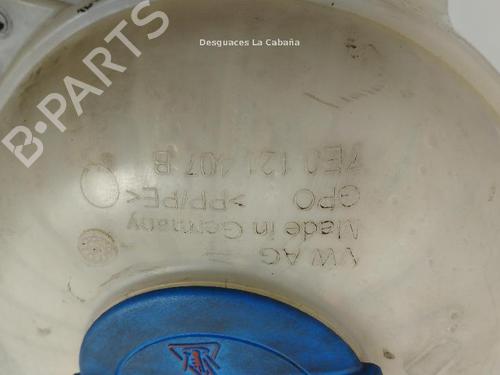 Desguaces La Cabaña
B-PARTS
VW AG
Made in Germany
GPO >PP/PE<
7E0 121 407 B